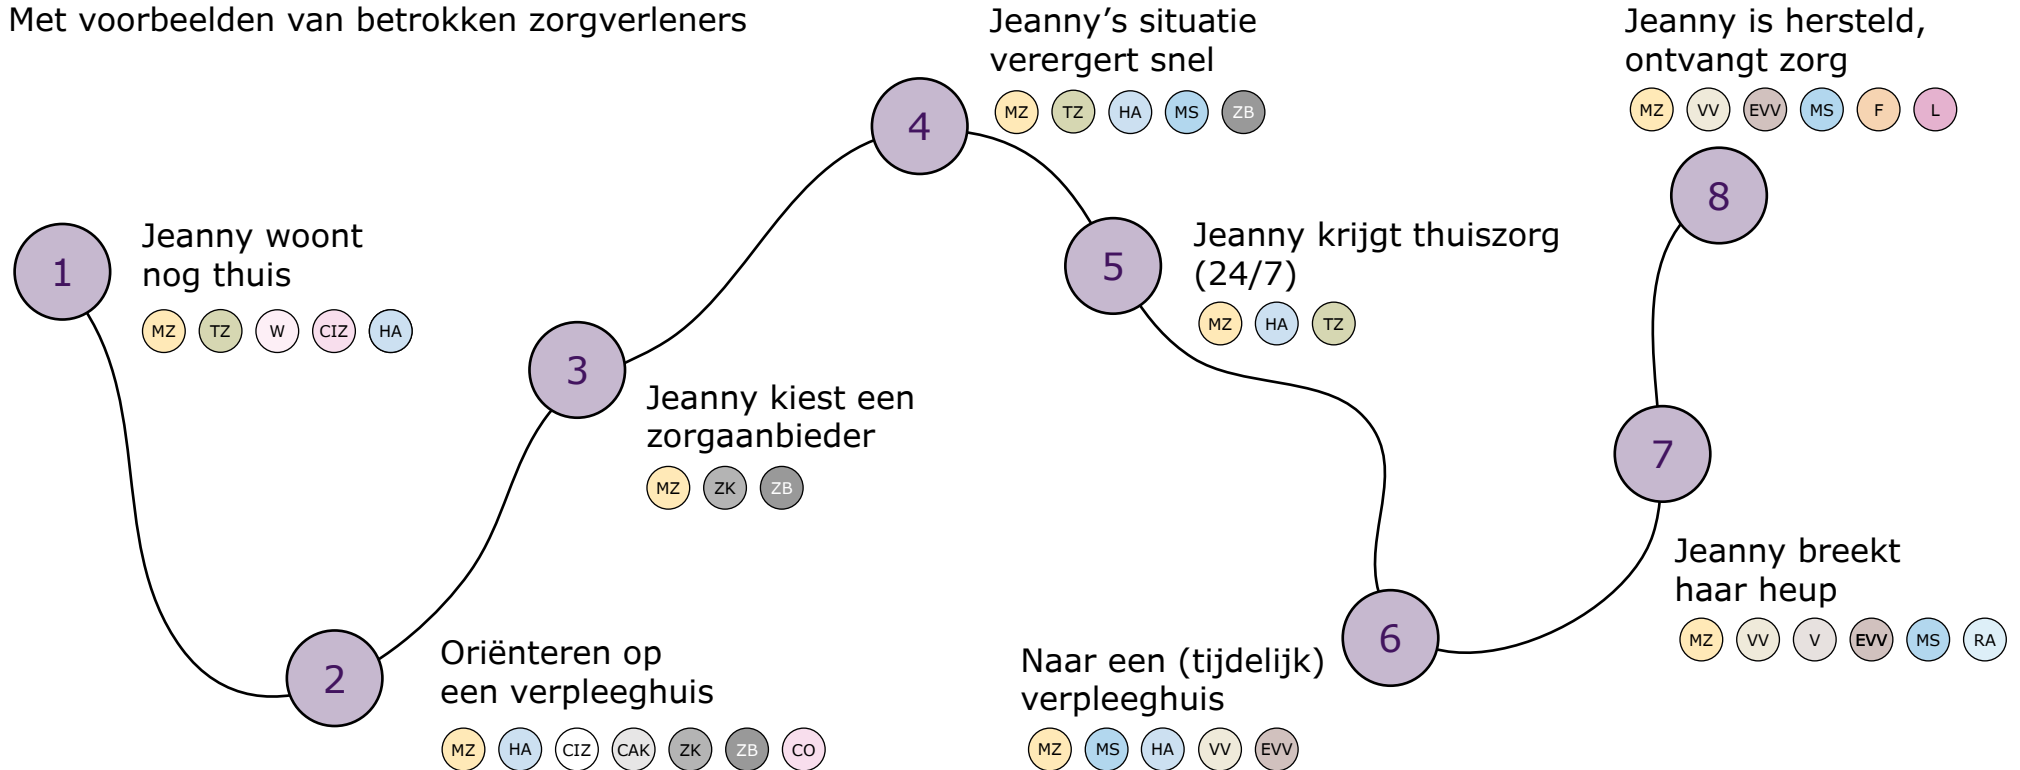 Met voorbeelden van betrokken zorgverleners
1
Jeanny woont
nog thuis
MZ TZ W CIZ HA
2
Oriënteren op
een verpleeghuis
MZ HA CIZ CAK ZK ZB CO
3
Jeanny kiest een
zorgaanbieder
MZ ZK ZB
4
Jeanny’s situatie
verergert snel
MZ TZ HA MS ZB
5
Jeanny krijgt thuiszorg
(24/7)
MZ HA TZ
6
Naar een (tijdelijk)
verpleeghuis
MZ MS HA VV EVV
7
Jeanny breekt
haar heup
MZ VV V EVV MS RA
8
Jeanny is hersteld,
ontvangt zorg
MZ VV EVV MS F L